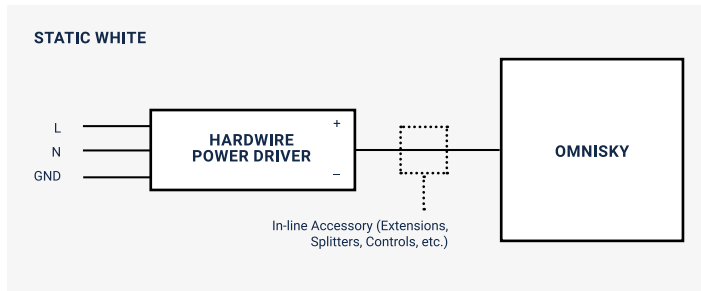 STATIC WHITE
L
N
GND
HARDWIRE
POWER DRIVER
+
–
In-line Accessory (Extensions,
Splitters, Controls, etc.)
OMNISKY